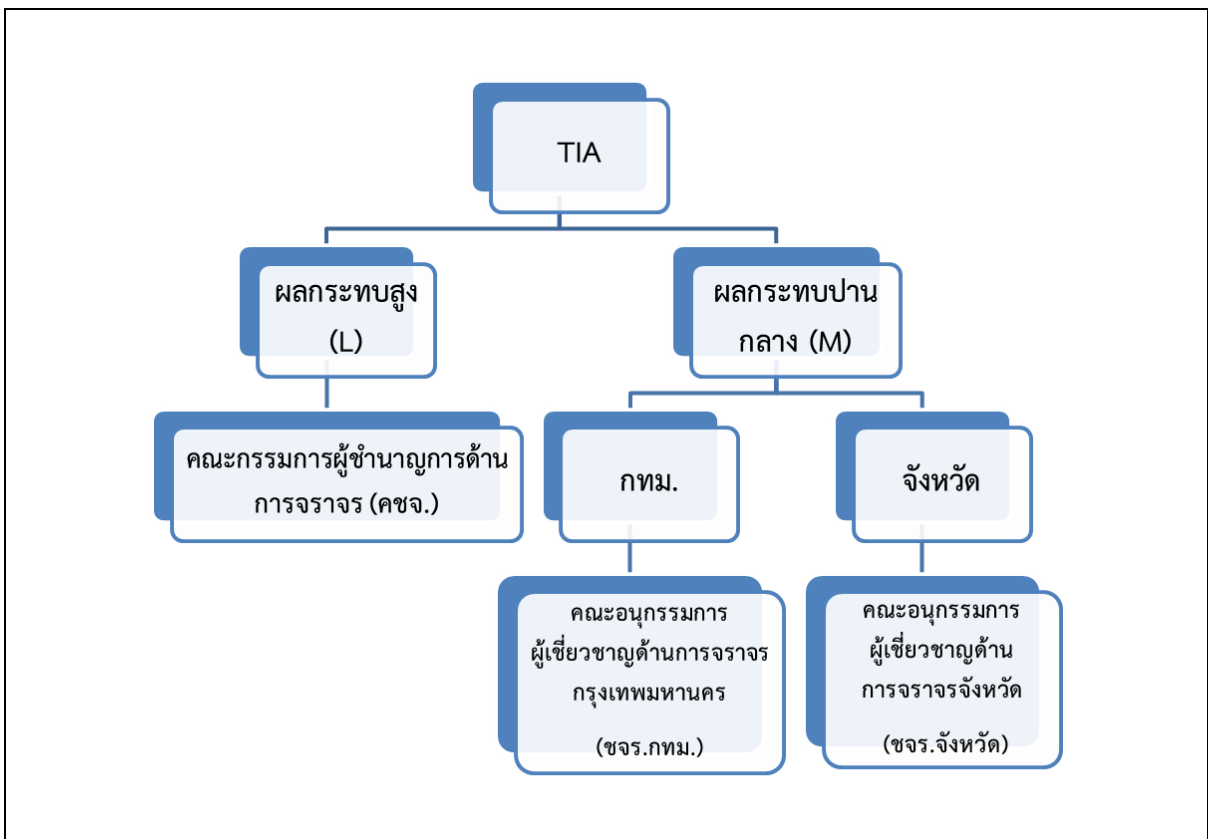 TIA
ผลกระทบสูง
(L)
ผลกระทบปาน
กลาง (M)
คณะกรรมการผู้ชำนาญการด้าน
การจราจร (คชจ.)
กทม.
จังหวัด
คณะอนุกรรมการ
ผู้เชี่ยวชาญด้านการจราจร
กรุงเทพมหานคร
(ชจร.กทม.)
คณะอนุกรรมการ
ผู้เชี่ยวชาญด้าน
การจราจรจังหวัด
(ชจร.จังหวัด)